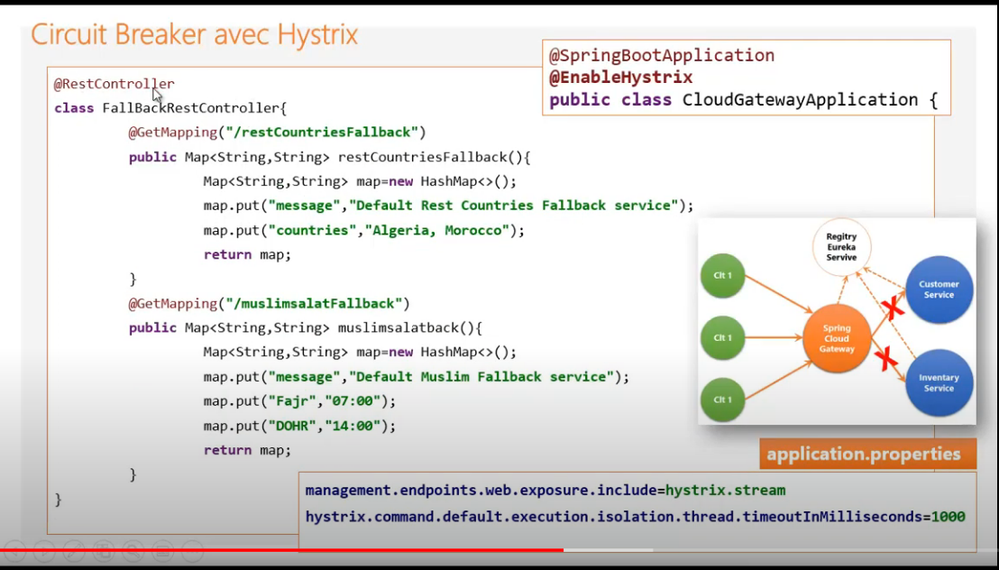 Circuit Breaker avec Hystrix
@SpringBootApplication
@EnableHystrix
public class CloudGatewayApplication {
@RestController
class FallBackRestController{
@GetMapping("/restCountriesFallback")
public Map<String,String> restCountriesFallback(){
Map<String,String> map=new HashMap<>();
map.put("message","Default Rest Countries Fallback service");
map.put("countries","Algeria, Morocco");
return map;
}
@GetMapping("/muslimsalatFallback")
public Map<String,String> muslimsalatback(){
Map<String,String> map=new HashMap<>();
map.put("message","Default Muslim Fallback service");
map.put("Fajr","07:00");
map.put("DOHR","14:00");
return map;
}
}
Regitry
Eureka
Servive
Clt 1
Customer
Service
Clt 1
Spring
Cloud
Gateway
Clt 1
Inventary
Service
application.properties
management.endpoints.web.exposure.include=hystrix.stream
hystrix.command.default.execution.isolation.thread.timeoutInMilliseconds=1000